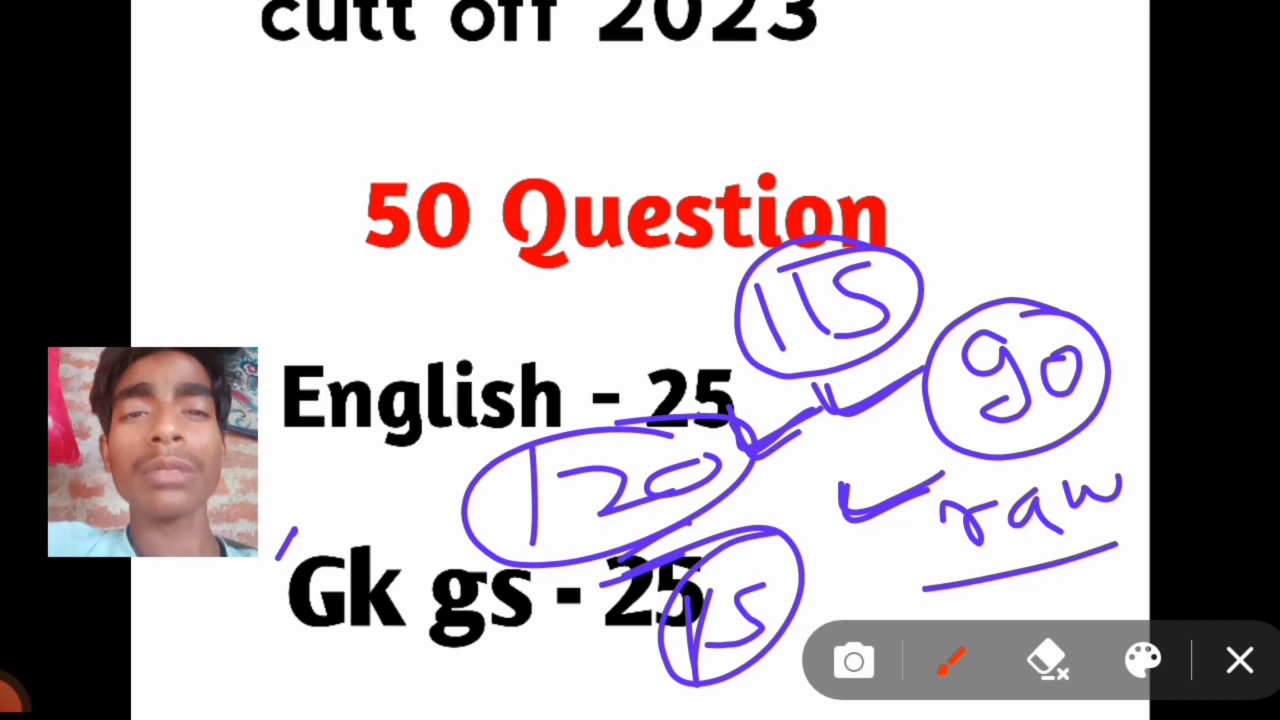 cutt off 2023
50 Question
115
English - 25
90
120
raw
Gk gs - 25
15